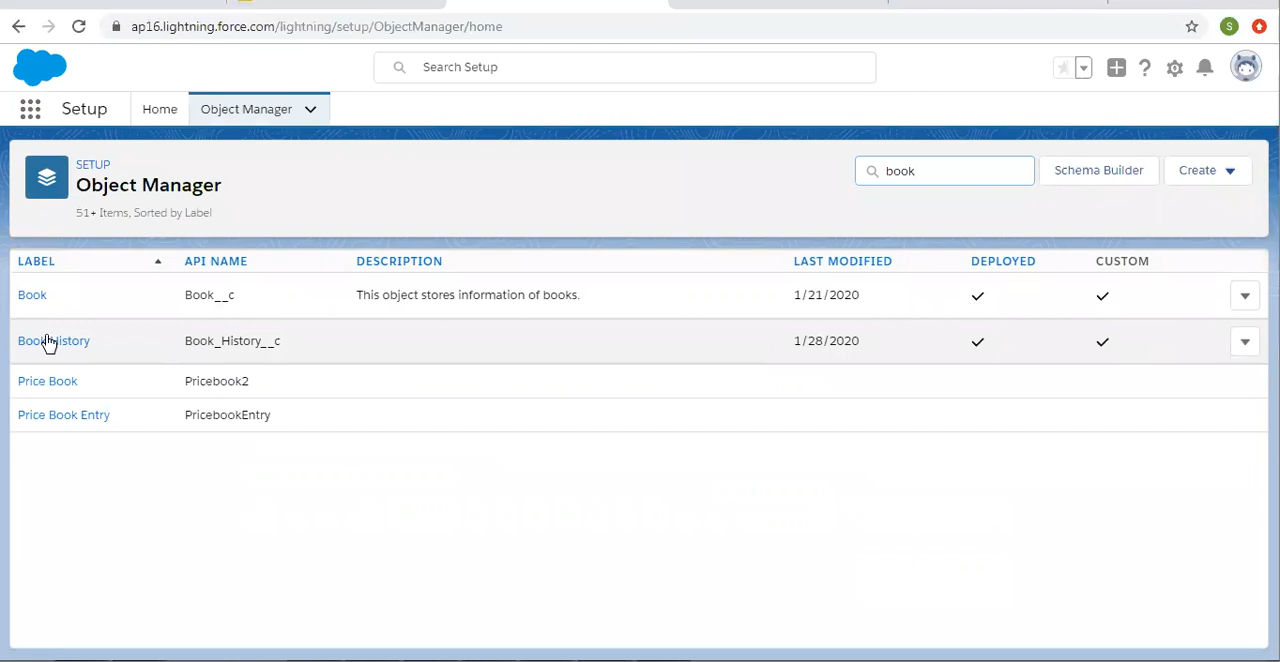 ap16.lightning.force.com/lightning/setup/ObjectManager/home
S
Search Setup
Setup
Home
Object Manager
SETUP
Object Manager
51+ Items, Sorted by Label
book
Schema Builder
Create
LABEL API NAME DESCRIPTION LAST MODIFIED DEPLOYED CUSTOM
Book Book__c This object stores information of books. 1/21/2020
Book History Book_History__c 1/28/2020
Price Book Pricebook2
Price Book Entry PricebookEntry